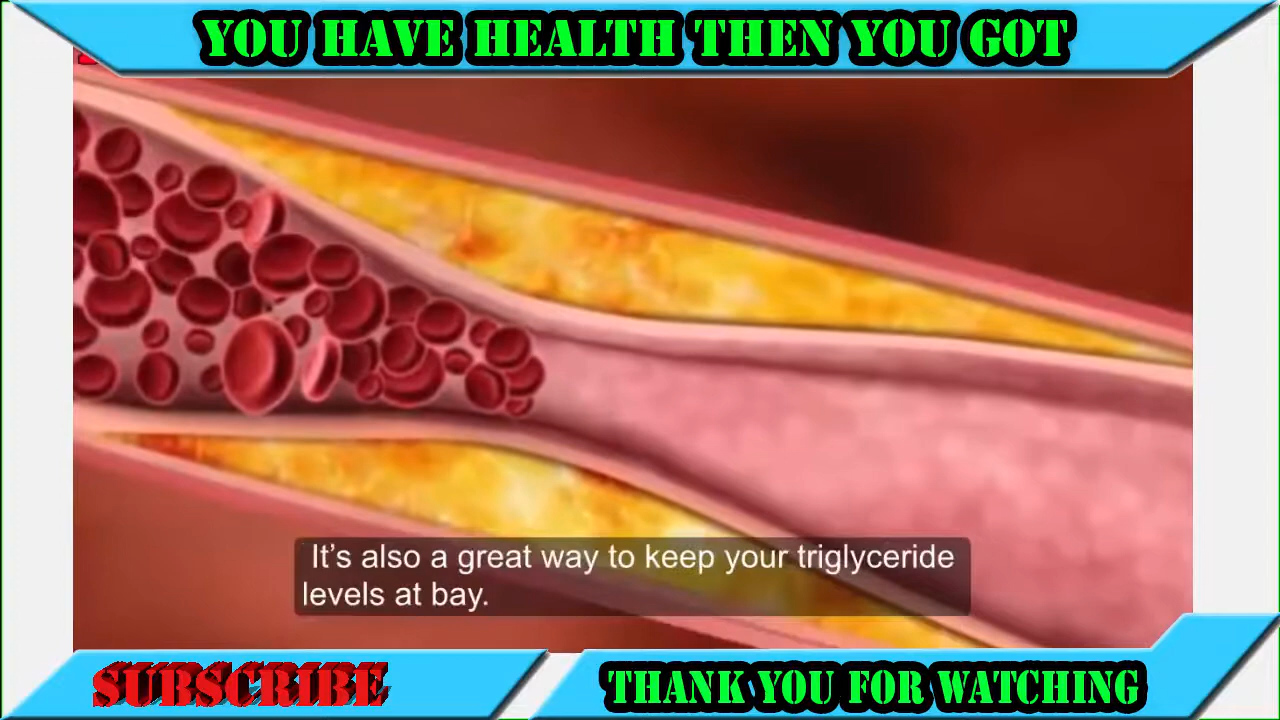 YOU HAVE HEALTH THEN YOU GOT
It's also a great way to keep your triglyceride
levels at bay.
SUBSCRIBE
THANK YOU FOR WATCHING